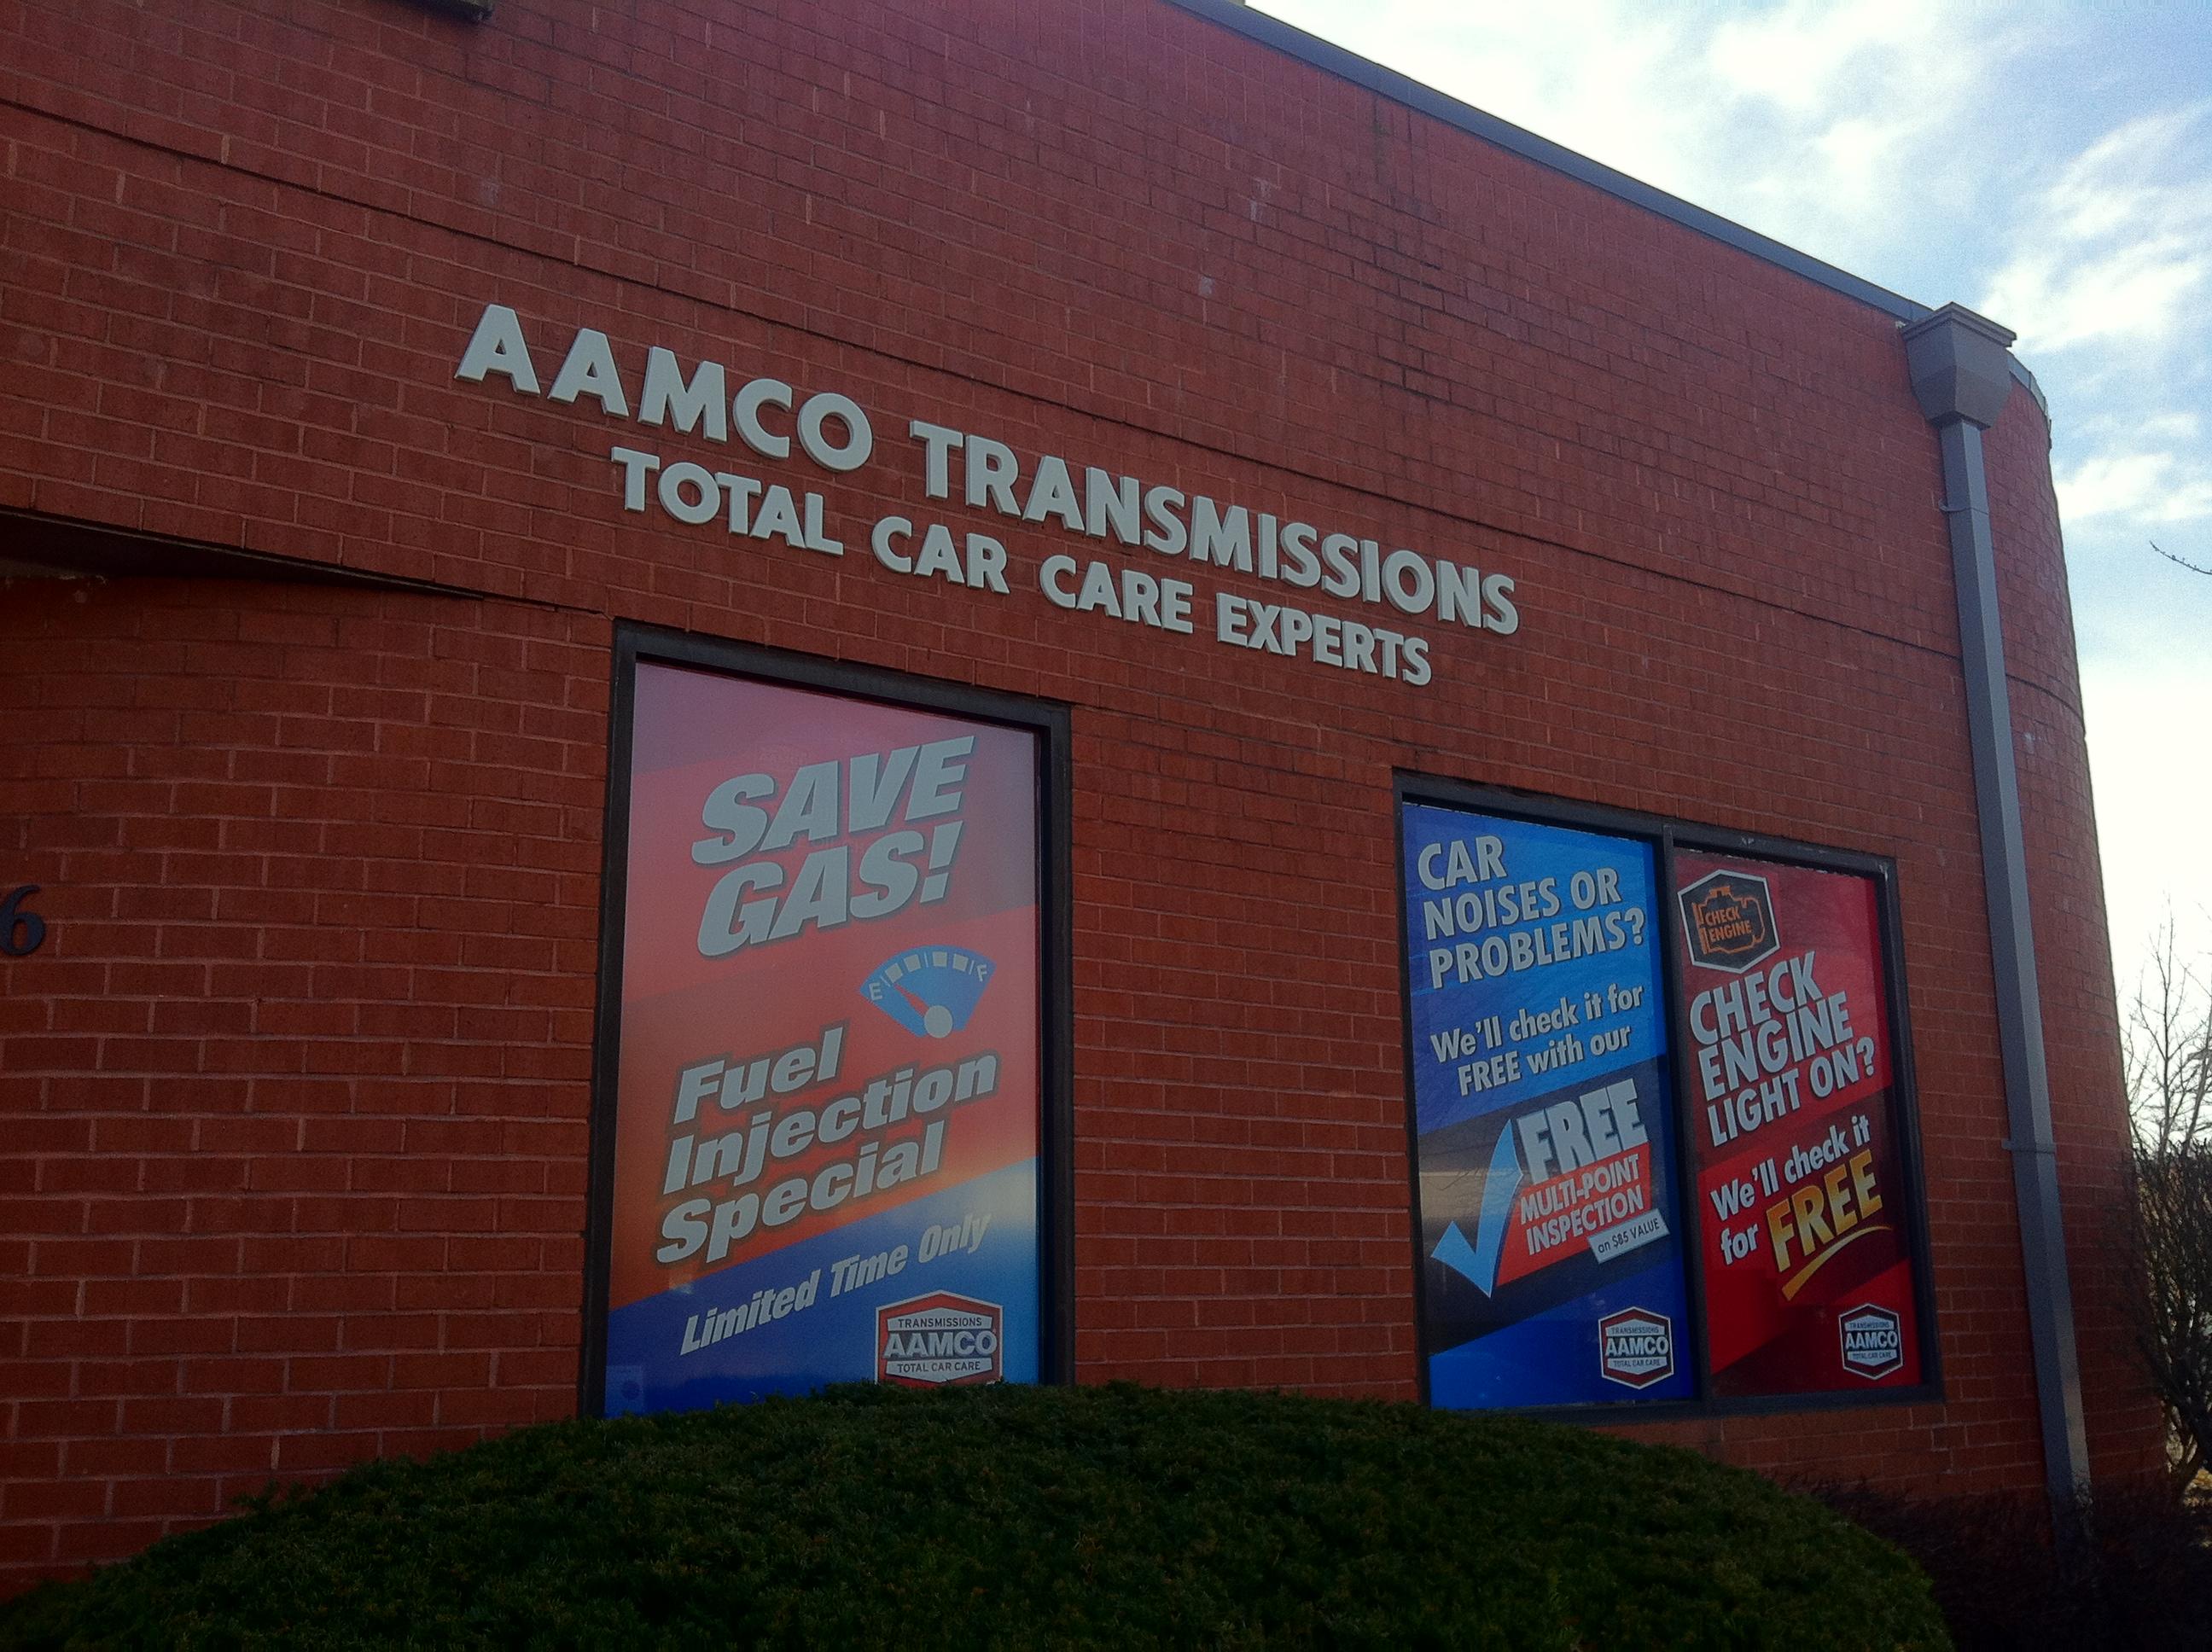 AAMCO TRANSMISSIONS
TOTAL CAR CARE EXPERTS
6
SAVE
GAS!
E F
Fuel
Injection
Special
Limited Time Only
TRANSMISSIONS
AAMCO
TOTAL CAR CARE
CAR
NOISES OR
PROBLEMS?
We'll check it for
FREE with our
FREE
MULTI-POINT
INSPECTION
an $85 VALUE
TRANSMISSIONS
AAMCO
TOTAL CAR CARE
CHECK
ENGINE
CHECK
ENGINE
LIGHT ON?
We'll check it
for FREE
TRANSMISSIONS
AAMCO
TOTAL CAR CARE